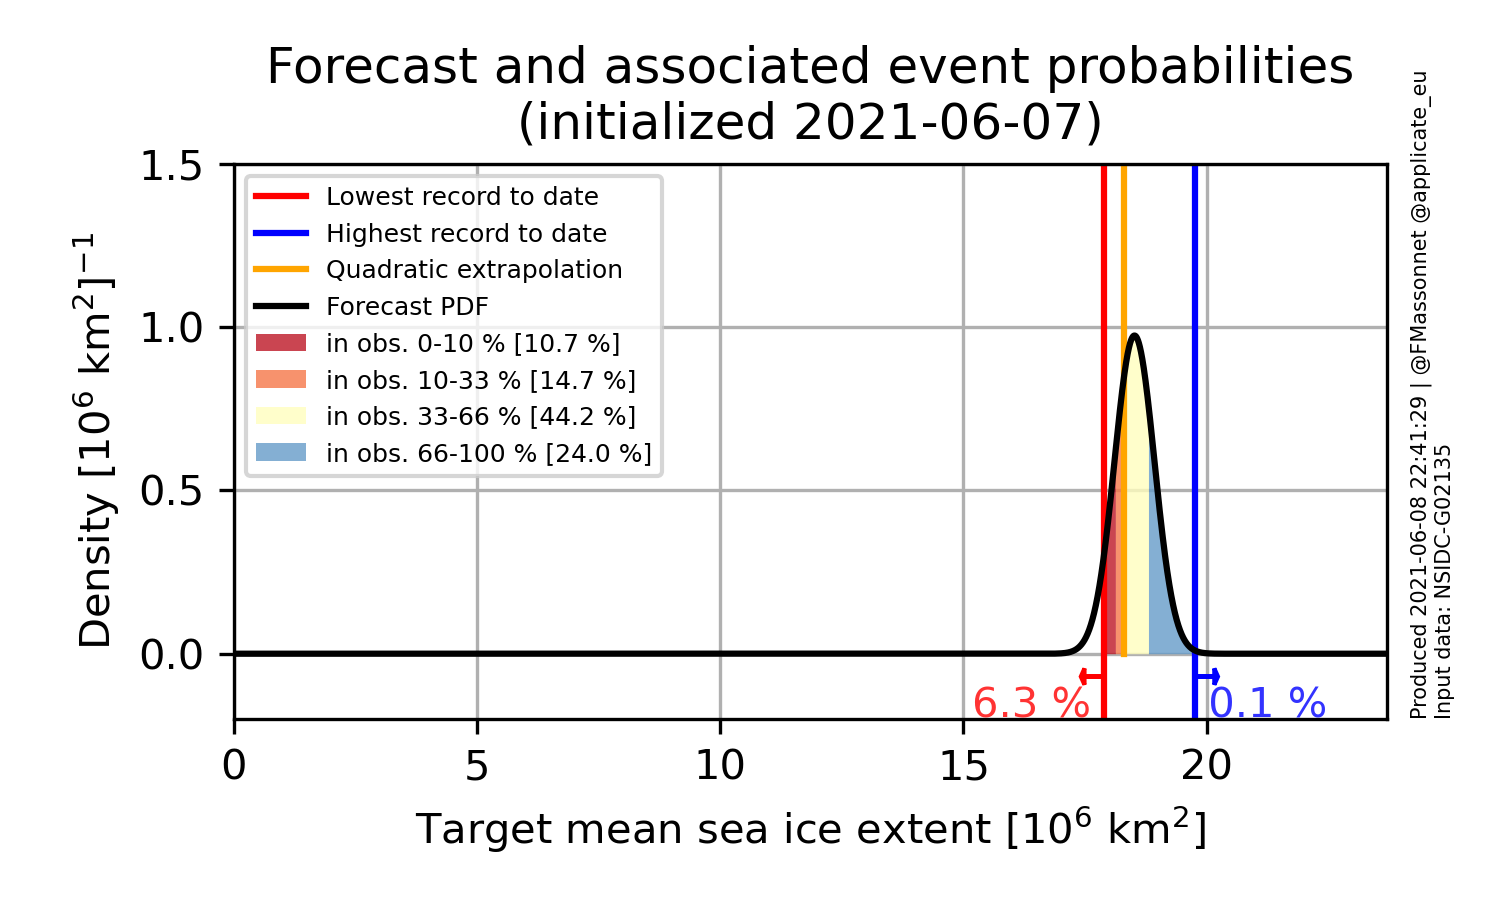 Forecast and associated event probabilities
(initialized 2021-06-07)
1.5
1.0
0.5
0.0
Density [10⁶ km²]⁻¹
Lowest record to date
Highest record to date
Quadratic extrapolation
Forecast PDF
in obs. 0-10 % [10.7 %]
in obs. 10-33 % [14.7 %]
in obs. 33-66 % [44.2 %]
in obs. 66-100 % [24.0 %]
6.3 %
0.1 %
0 5 10 15 20
Target mean sea ice extent [10⁶ km²]
Produced 2021-06-08 22:41:29 | @FMassonnet @applicate_eu
Input data: NSIDC-G02135